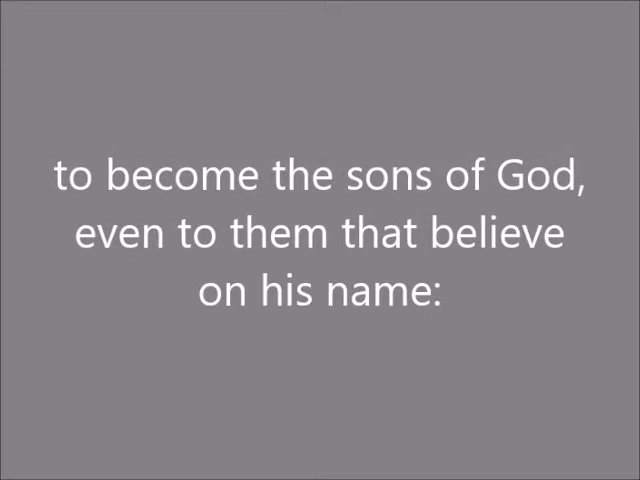 to become the sons of God,
even to them that believe
on his name: